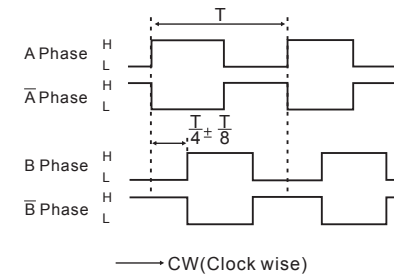 T
A Phase H
L
A̅ Phase H
L
T/4 ± T/8
B Phase H
L
B̅ Phase H
L
CW(Clock wise)